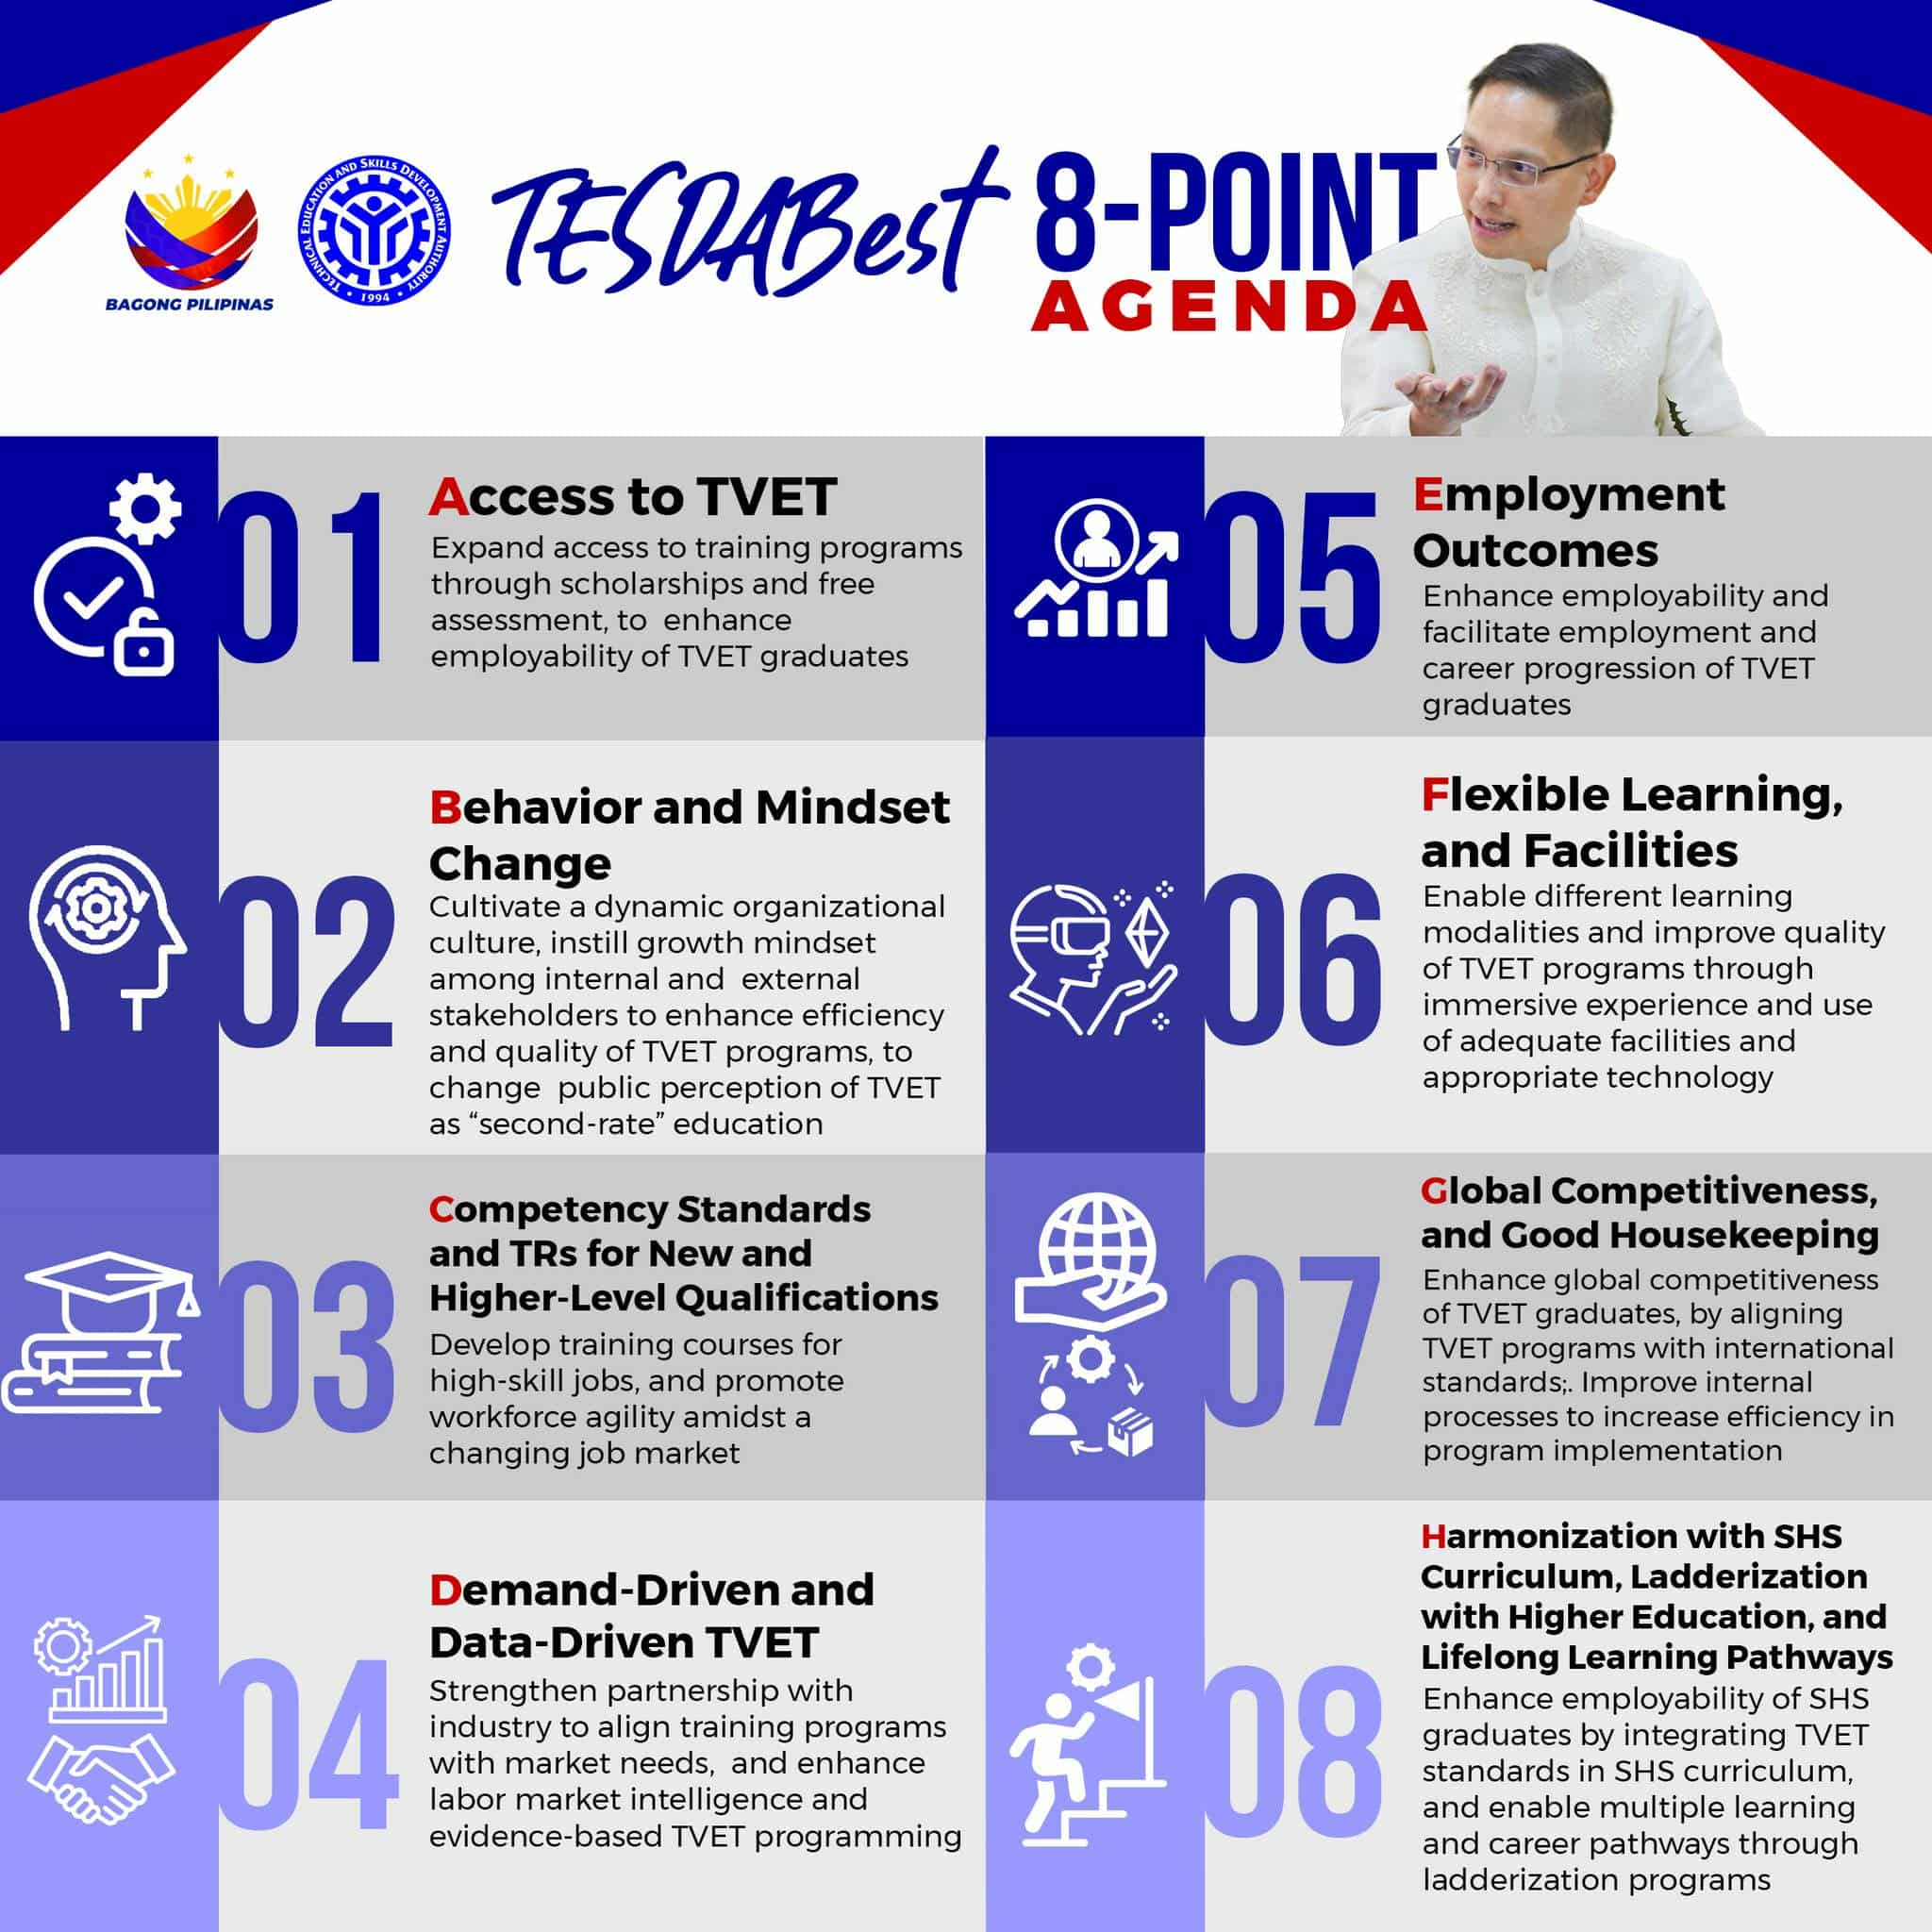 BAGONG PILIPINAS
TECHNICAL EDUCATION AND SKILLS DEVELOPMENT AUTHORITY
1994
TESDABest
8-POINT
AGENDA
01
Access to TVET
Expand access to training programs
through scholarships and free
assessment, to enhance
employability of TVET graduates
02
Behavior and Mindset
Change
Cultivate a dynamic organizational
culture, instill growth mindset
among internal and external
stakeholders to enhance efficiency
and quality of TVET programs, to
change public perception of TVET
as “second-rate” education
03
Competency Standards
and TRs for New and
Higher-Level Qualifications
Develop training courses for
high-skill jobs, and promote
workforce agility amidst a
changing job market
04
Demand-Driven and
Data-Driven TVET
Strengthen partnership with
industry to align training programs
with market needs, and enhance
labor market intelligence and
evidence-based TVET programming
05
Employment
Outcomes
Enhance employability and
facilitate employment and
career progression of TVET
graduates
06
Flexible Learning,
and Facilities
Enable different learning
modalities and improve quality
of TVET programs through
immersive experience and use
of adequate facilities and
appropriate technology
07
Global Competitiveness,
and Good Housekeeping
Enhance global competitiveness
of TVET graduates, by aligning
TVET programs with international
standards;. Improve internal
processes to increase efficiency in
program implementation
08
Harmonization with SHS
Curriculum, Ladderization
with Higher Education, and
Lifelong Learning Pathways
Enhance employability of SHS
graduates by integrating TVET
standards in SHS curriculum,
and enable multiple learning
and career pathways through
ladderization programs